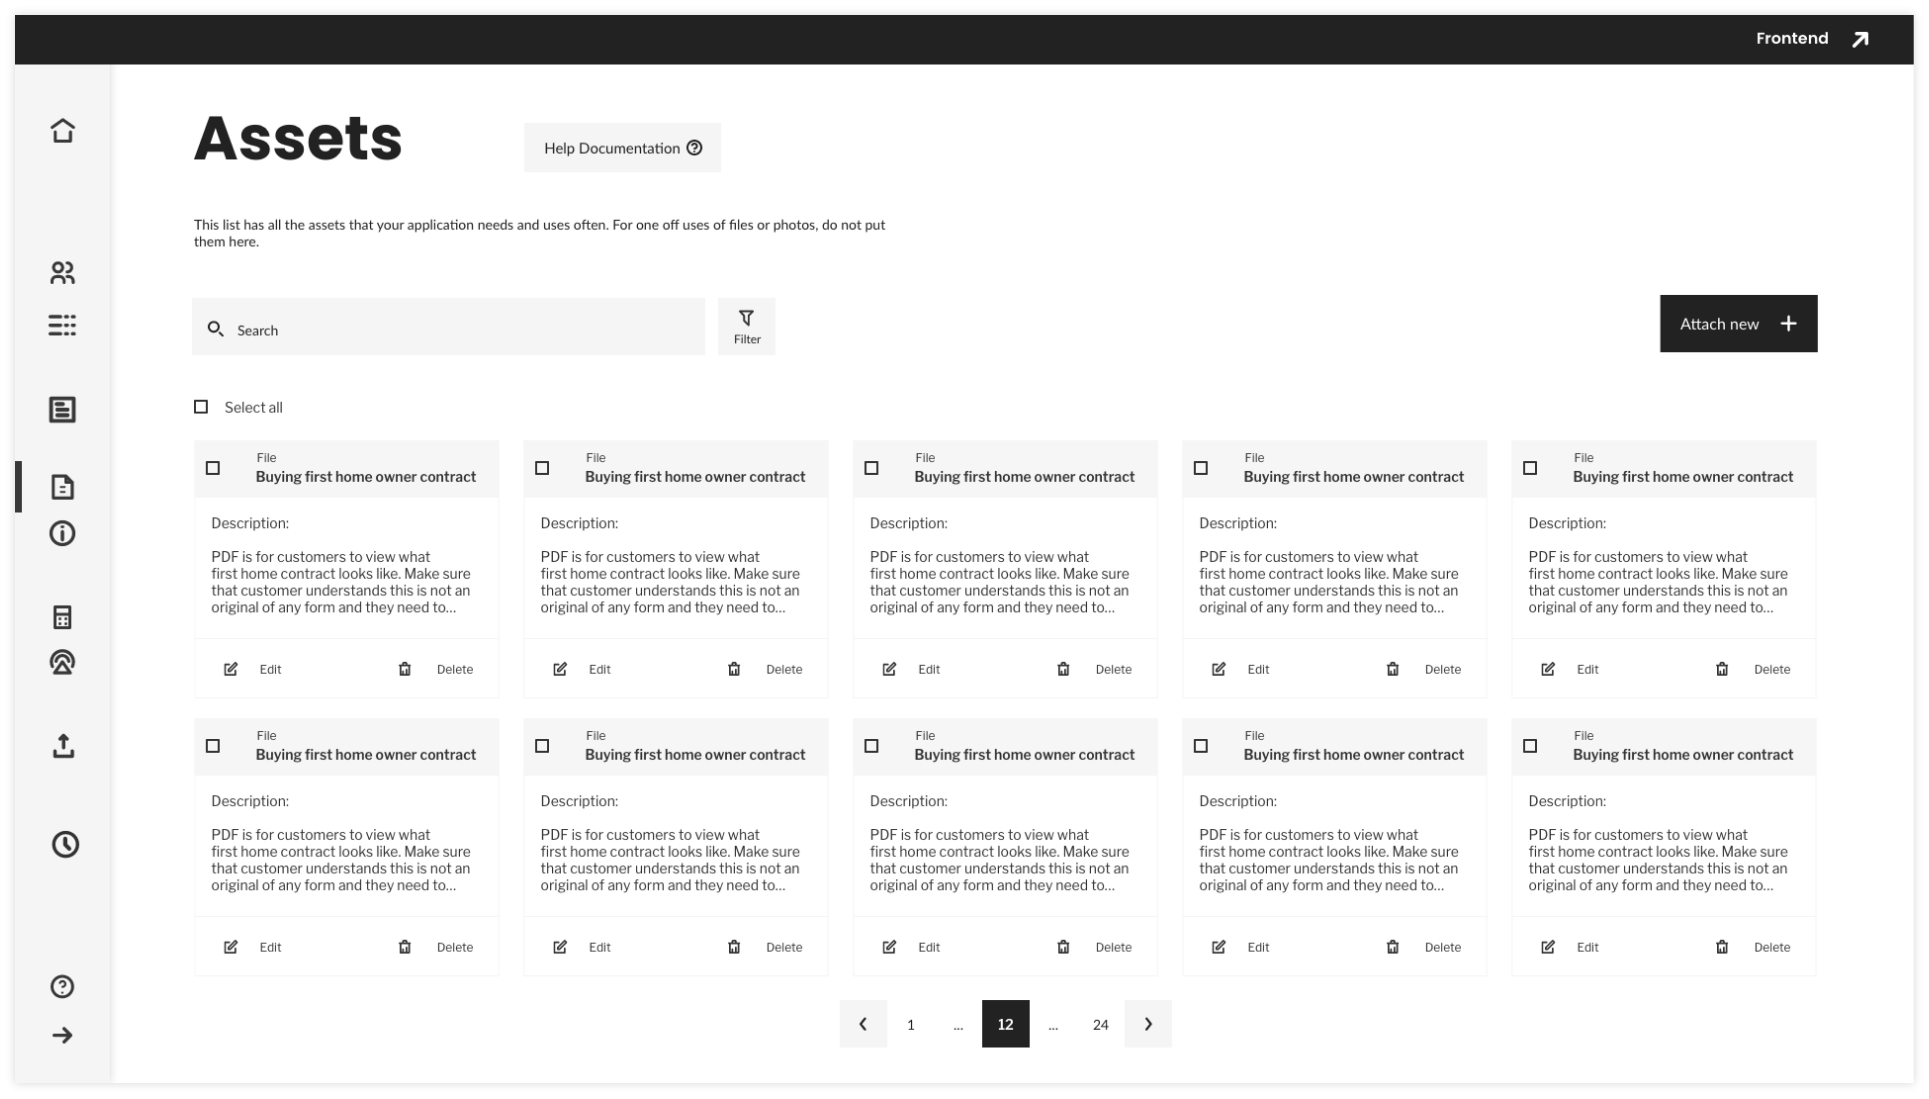 Frontend
Assets
Help Documentation
This list has all the assets that your application needs and uses often. For one off uses of files or photos, do not put
them here.
Search
Filter
Attach new
Select all
File
Buying first home owner contract
Description:
PDF is for customers to view what
first home contract looks like. Make sure
that customer understands this is not an
original of any form and they need to...
Edit
Delete
File
Buying first home owner contract
Description:
PDF is for customers to view what
first home contract looks like. Make sure
that customer understands this is not an
original of any form and they need to...
Edit
Delete
File
Buying first home owner contract
Description:
PDF is for customers to view what
first home contract looks like. Make sure
that customer understands this is not an
original of any form and they need to...
Edit
Delete
File
Buying first home owner contract
Description:
PDF is for customers to view what
first home contract looks like. Make sure
that customer understands this is not an
original of any form and they need to...
Edit
Delete
File
Buying first home owner contract
Description:
PDF is for customers to view what
first home contract looks like. Make sure
that customer understands this is not an
original of any form and they need to...
Edit
Delete
File
Buying first home owner contract
Description:
PDF is for customers to view what
first home contract looks like. Make sure
that customer understands this is not an
original of any form and they need to...
Edit
Delete
File
Buying first home owner contract
Description:
PDF is for customers to view what
first home contract looks like. Make sure
that customer understands this is not an
original of any form and they need to...
Edit
Delete
File
Buying first home owner contract
Description:
PDF is for customers to view what
first home contract looks like. Make sure
that customer understands this is not an
original of any form and they need to...
Edit
Delete
File
Buying first home owner contract
Description:
PDF is for customers to view what
first home contract looks like. Make sure
that customer understands this is not an
original of any form and they need to...
Edit
Delete
File
Buying first home owner contract
Description:
PDF is for customers to view what
first home contract looks like. Make sure
that customer understands this is not an
original of any form and they need to...
Edit
Delete
1 ... 12 ... 24